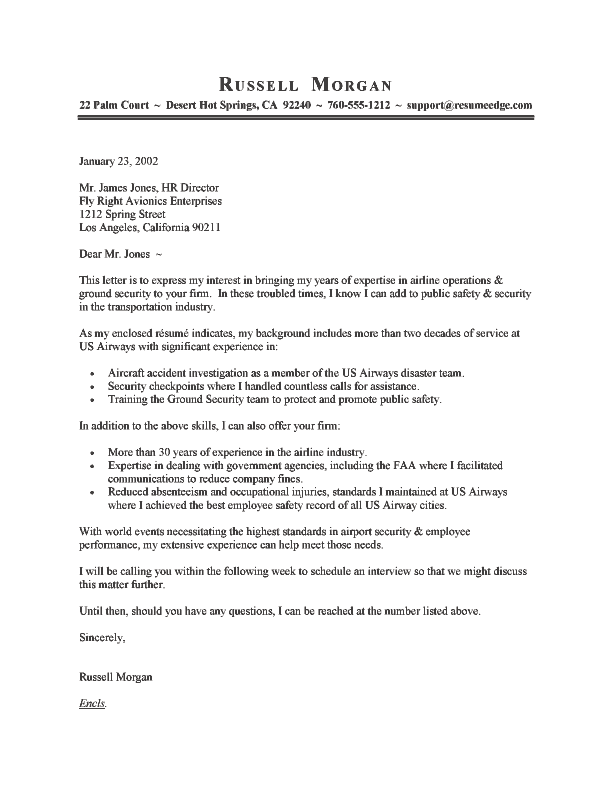 RUSSELL MORGAN
22 Palm Court ~ Desert Hot Springs, CA 92240 ~ 760-555-1212 ~ support@resumeedge.com
January 23, 2002
Mr. James Jones, HR Director
Fly Right Avionics Enterprises
1212 Spring Street
Los Angeles, California 90211
Dear Mr. Jones ~
This letter is to express my interest in bringing my years of expertise in airline operations &
ground security to your firm. In these troubled times, I know I can add to public safety & security
in the transportation industry.
As my enclosed résumé indicates, my background includes more than two decades of service at
US Airways with significant experience in:
• Aircraft accident investigation as a member of the US Airways disaster team.
• Security checkpoints where I handled countless calls for assistance.
• Training the Ground Security team to protect and promote public safety.
In addition to the above skills, I can also offer your firm:
• More than 30 years of experience in the airline industry.
• Expertise in dealing with government agencies, including the FAA where I facilitated
communications to reduce company fines.
• Reduced absenteeism and occupational injuries, standards I maintained at US Airways
where I achieved the best employee safety record of all US Airway cities.
With world events necessitating the highest standards in airport security & employee
performance, my extensive experience can help meet those needs.
I will be calling you within the following week to schedule an interview so that we might discuss
this matter further.
Until then, should you have any questions, I can be reached at the number listed above.
Sincerely,
Russell Morgan
Encls.